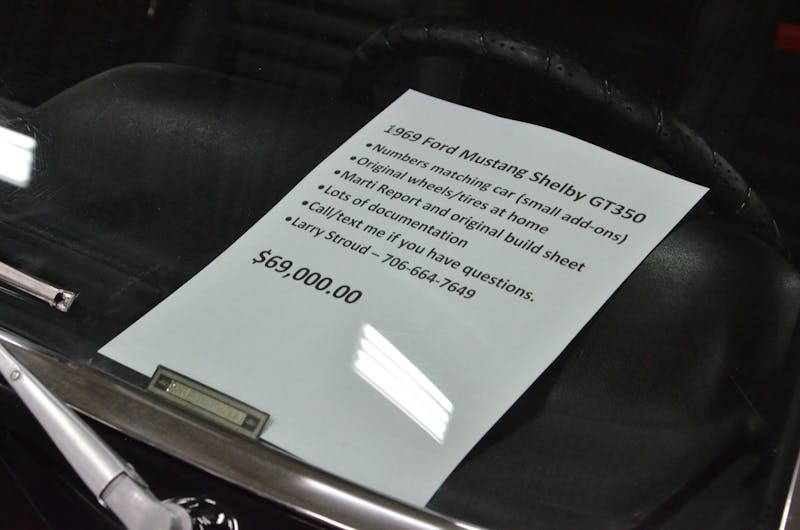 1969 Ford Mustang Shelby GT350
•Numbers matching car (small add-ons)
•Original wheels/tires at home
•Marti Report and original build sheet
•Lots of documentation
•Call/text me if you have questions.
•Larry Stroud – 706-664-7649
$69,000.00